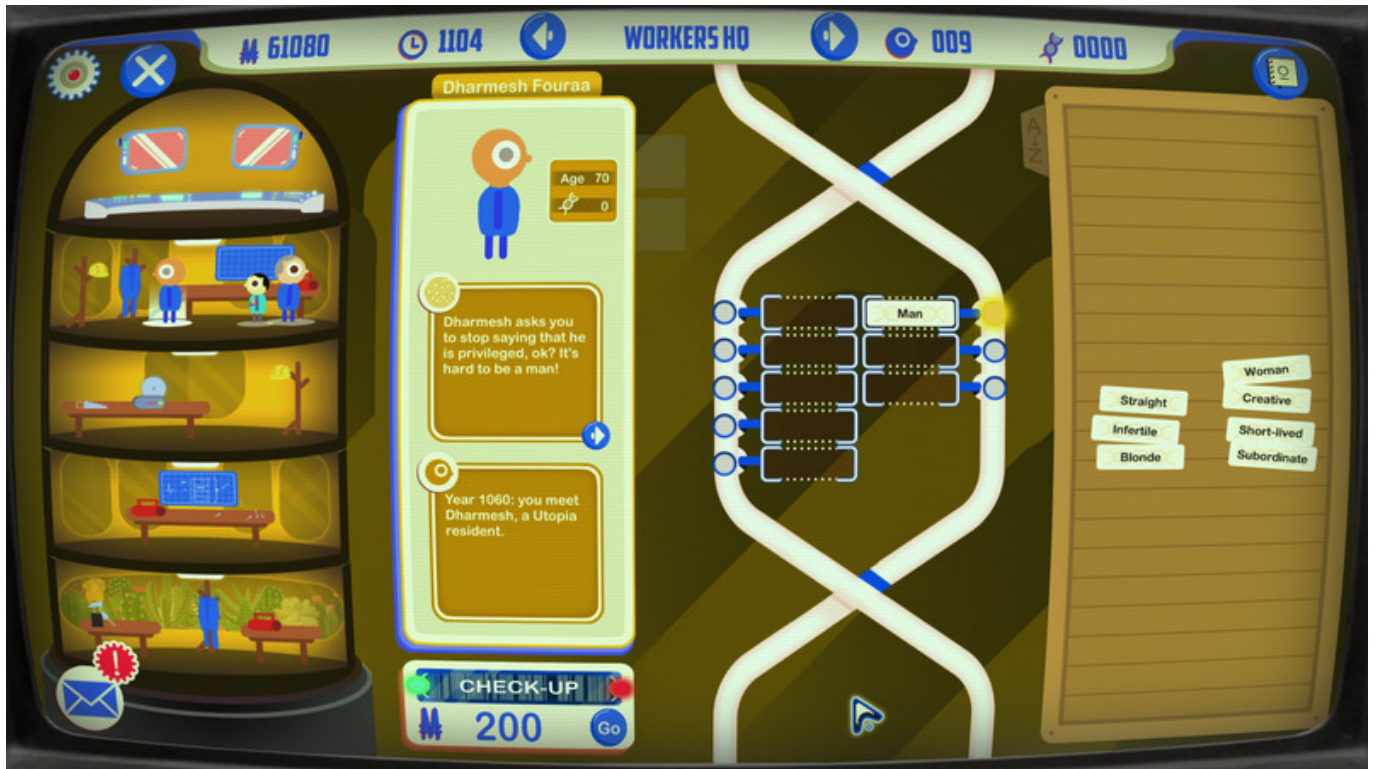 61080
1104
WORKERS HQ
009
0000
Dharmesh Fouraa
Age 70
0
Dharmesh asks you
to stop saying that he
is privileged, ok? It's
hard to be a man!
Year 1060: you meet
Dharmesh, a Utopia
resident.
CHECK-UP
200
Go
Man
A
Z
Woman
Straight
Creative
Infertile
Short-lived
Blonde
Subordinate
!